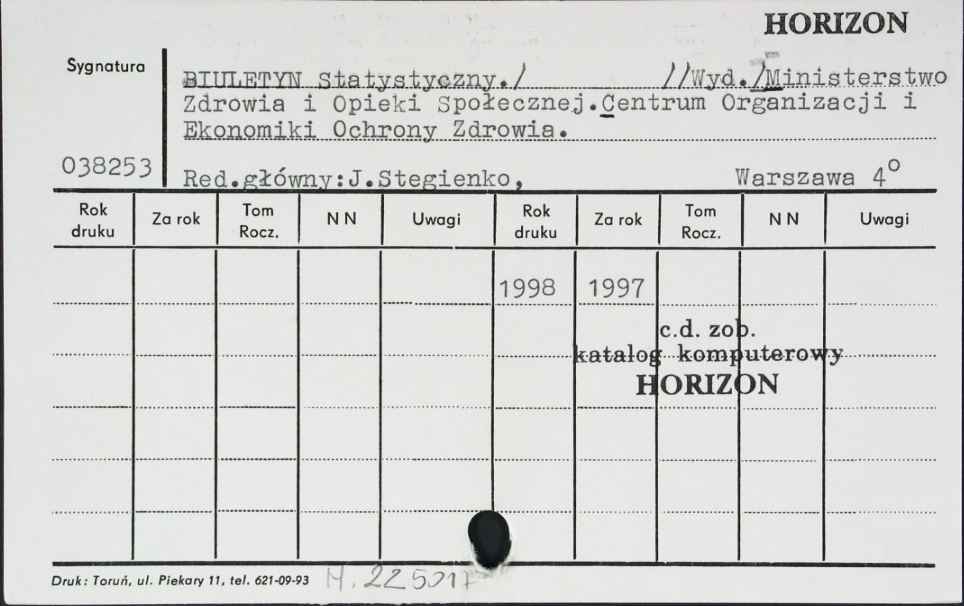 HORIZON
Sygnatura
BIULETYN Statystyczny./ //Wyd./Ministerstwo
Zdrowia i Opieki Społecznej.Centrum Organizacji i
Ekonomiki Ochrony Zdrowia.
038253 Red.główny:J.Stegienko, Warszawa 4°
Rok druku Za rok Tom Rocz. N N Uwagi Rok druku Za rok Tom Rocz. N N Uwagi
1998 1997
c.d. zob.
katalog komputerowy
HORIZON
Druk: Toruń, ul. Piekary 11, tel. 621-09-93 H. 225017